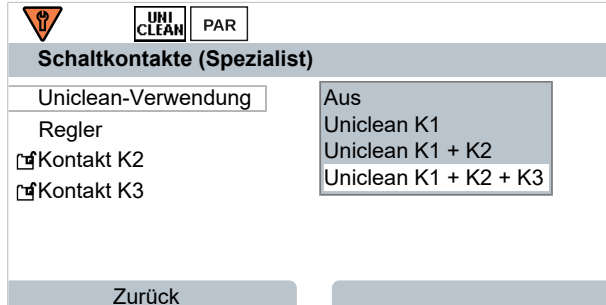 UNI
CLEAN PAR
Schaltkontakte (Spezialist)
Uniclean-Verwendung
Regler
Kontakt K2
Kontakt K3
Aus
Uniclean K1
Uniclean K1 + K2
Uniclean K1 + K2 + K3
Zurück